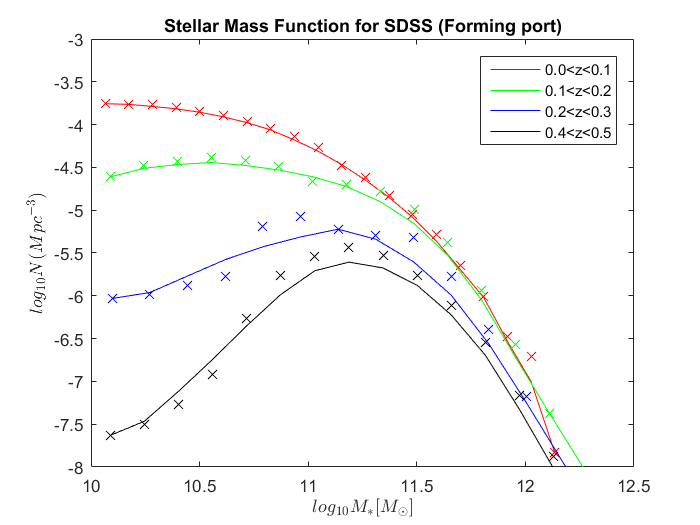 Stellar Mass Function for SDSS (Forming port)
-3
-3.5
-4
-4.5
-5
-5.5
-6
-6.5
-7
-7.5
-8
log₁₀N (Mpc⁻³)
0.0<z<0.1
0.1<z<0.2
0.2<z<0.3
0.4<z<0.5
10
10.5
11
11.5
12
12.5
log₁₀M*[M☉]